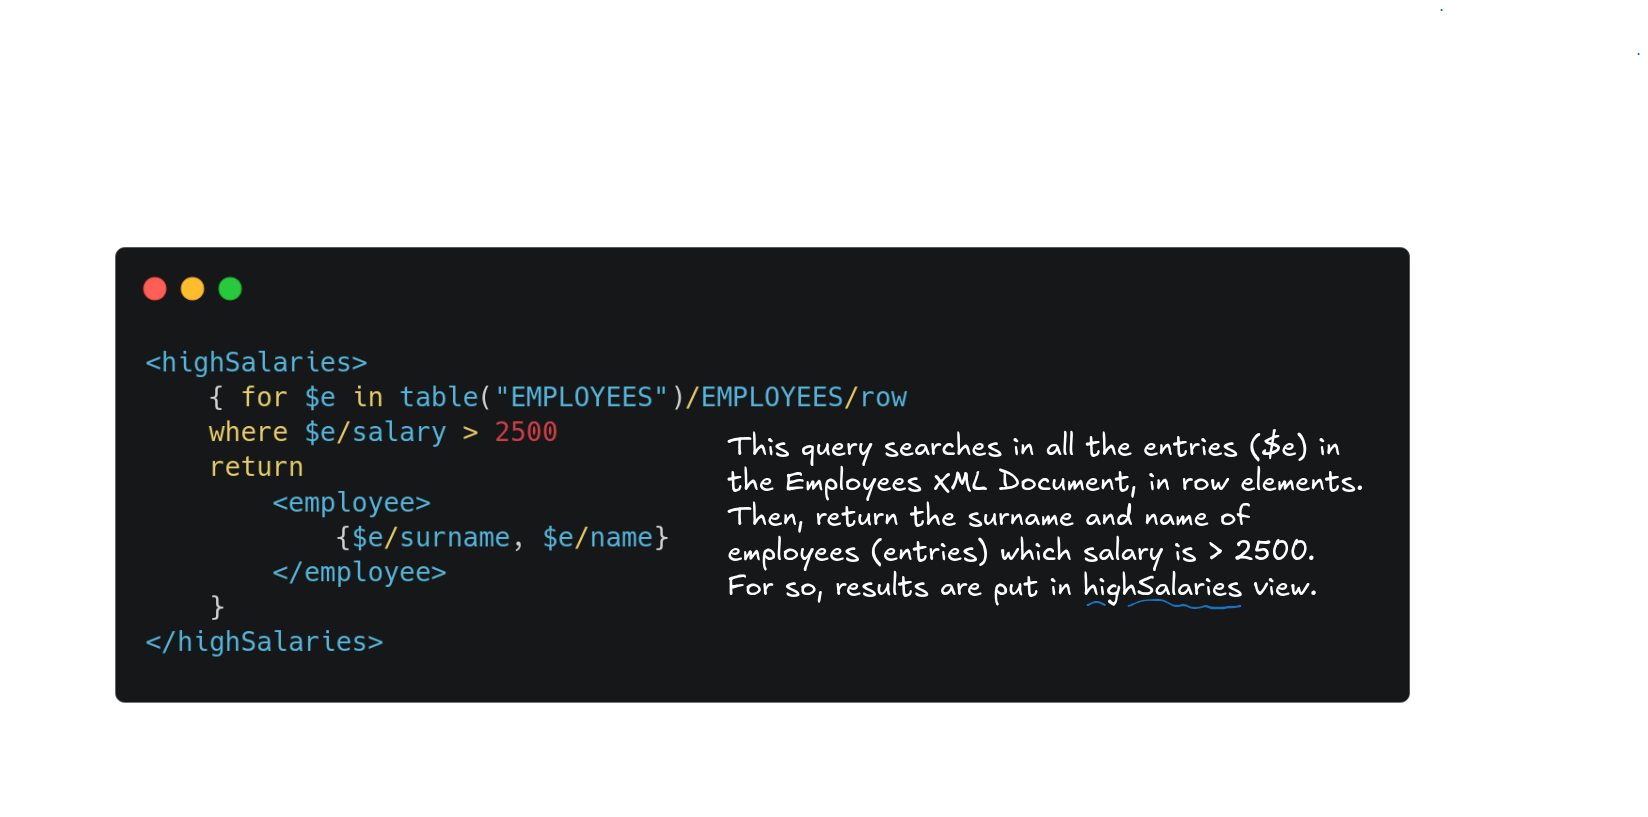 <highSalaries>
{ for $e in table("EMPLOYEES")/EMPLOYEES/row
where $e/salary > 2500
return
<employee>
{$e/surname, $e/name}
</employee>
}
</highSalaries>
This query searches in all the entries ($e) in
the Employees XML Document, in row elements.
Then, return the surname and name of
employees (entries) which salary is > 2500.
For so, results are put in highSalaries view.